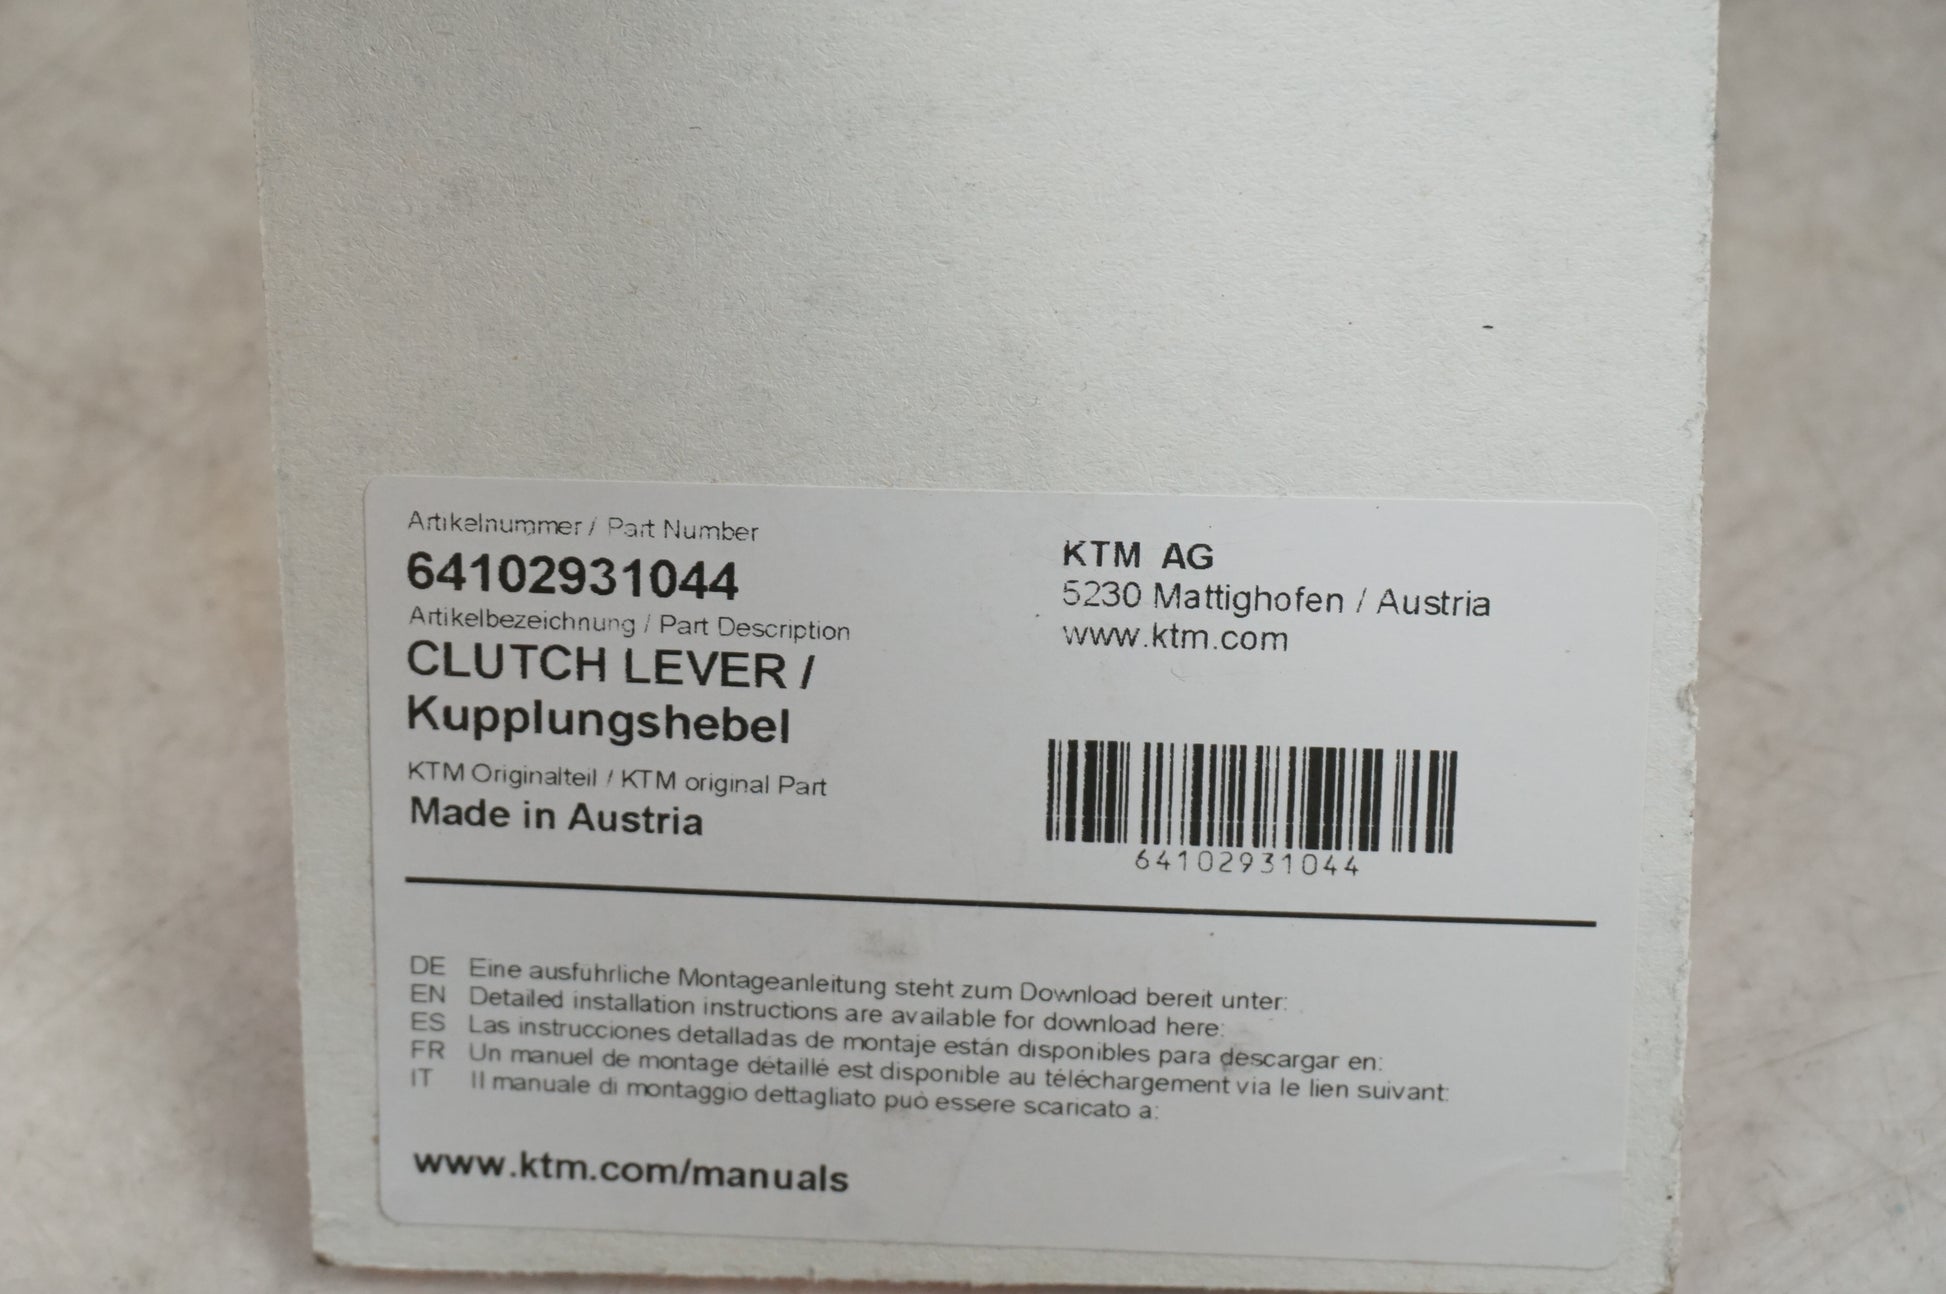 Artikelnummer / Part Number
64102931044
Artikelbezeichnung / Part Description
CLUTCH LEVER /
Kupplungshebel
KTM Originalteil / KTM original Part
Made in Austria
KTM AG
5230 Mattighofen / Austria
www.ktm.com
64102931044
DE Eine ausführliche Montageanleitung steht zum Download bereit unter:
EN Detailed installation instructions are available for download here:
ES Las instrucciones detalladas de montaje están disponibles para descargar en:
FR Un manuel de montage détaillé est disponible au téléchargement via le lien suivant:
IT Il manuale di montaggio dettagliato può essere scaricato a:
www.ktm.com/manuals